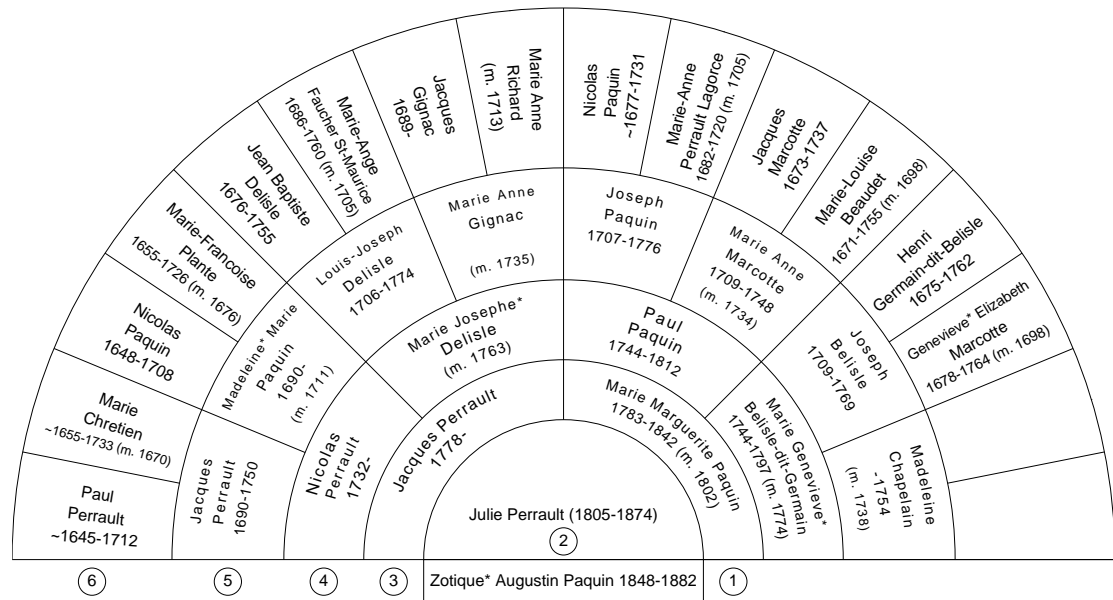 Paul
Perrault
~1645-1712
Marie
Chretien
~1655-1733 (m. 1670)
Nicolas
Paquin
1648-1708
Marie-Francoise
Plante
1655-1726 (m. 1676)
Jean Baptiste
Delisle
1676-1755
Marie-Ange
Faucher St-Maurice
1686-1760 (m. 1705)
Jacques
Gignac
1689-
Marie Anne
Richard
(m. 1713)
Nicolas
Paquin
~1677-1731
Marie-Anne
Perrault Lagorce
1682-1720 (m. 1705)
Jacques
Marcotte
1673-1737
Marie-Louise
Beaudet
1671-1755 (m. 1698)
Henri
Germain-dit-Belisle
1675-1762
Genevieve* Elizabeth
Marcotte
1678-1764 (m. 1698)
Jacques
Perrault
1690-1750
Madeleine* Marie
Paquin
1690-
(m. 1711)
Louis-Joseph
Delisle
1706-1774
Marie Anne
Gignac
(m. 1735)
Joseph
Paquin
1707-1776
Marie Anne
Marcotte
1709-1748
(m. 1734)
Joseph
Belisle
1709-1769
Madeleine
Chapelain
-1754
(m. 1738)
Nicolas
Perrault
1732-
Marie Josephe*
Delisle
(m. 1763)
Paul
Paquin
1744-1812
Marie Genevieve*
Belisle-dit-Germain
1744-1797 (m. 1774)
Jacques Perrault
1778-
Marie Marguerite Paquin
1783-1842 (m. 1802)
Julie Perrault (1805-1874)
2
6
5
4
3
Zotique* Augustin Paquin 1848-1882
1